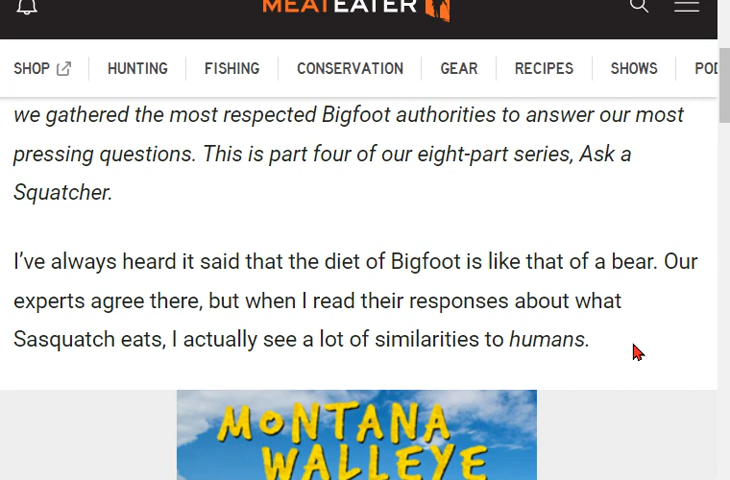 MEATEATER
SHOP HUNTING FISHING CONSERVATION GEAR RECIPES SHOWS POD
we gathered the most respected Bigfoot authorities to answer our most
pressing questions. This is part four of our eight-part series, Ask a
Squatcher.
I’ve always heard it said that the diet of Bigfoot is like that of a bear. Our
experts agree there, but when I read their responses about what
Sasquatch eats, I actually see a lot of similarities to humans.
MONTANA
WALLEYE